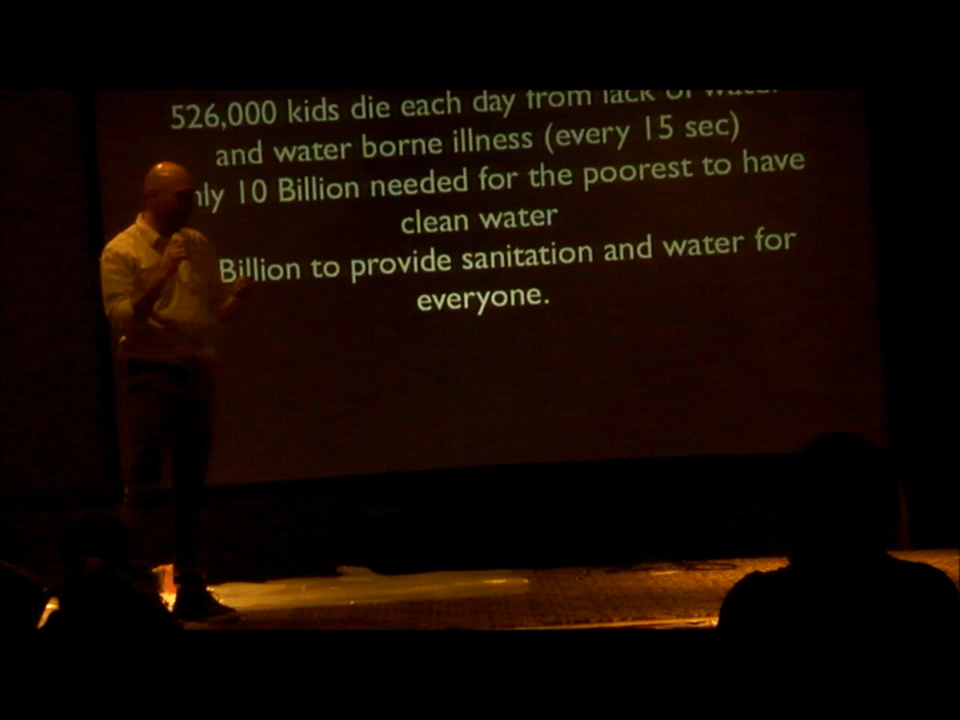 526,000 kids die each day from lack of water
and water borne illness (every 15 sec)
10 Billion needed for the poorest to have
clean water
Billion to provide sanitation and water for
everyone.